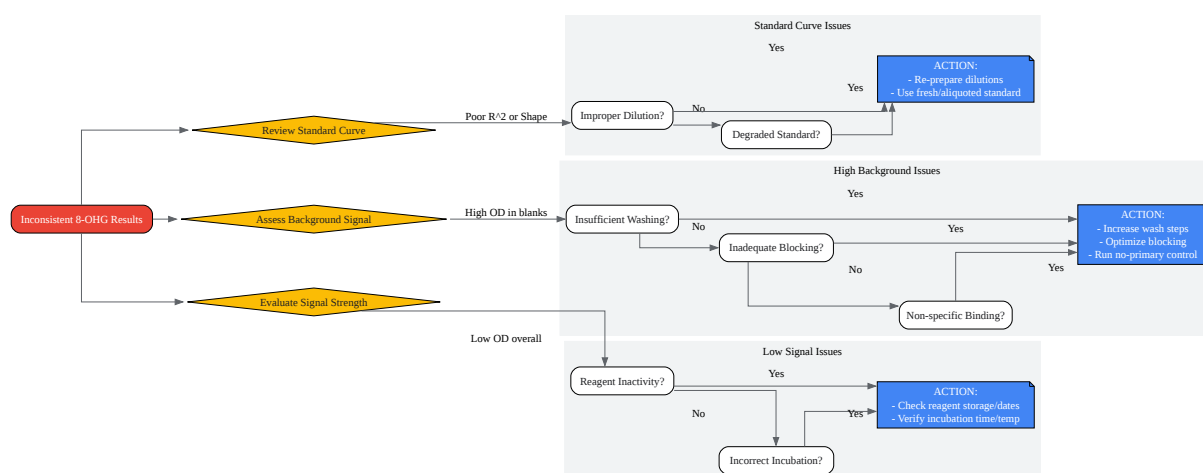 Standard Curve Issues
Yes
ACTION:
- Re-prepare dilutions
- Use fresh/aliquoted standard
Yes
Improper Dilution?
No
Poor R^2 or Shape
Review Standard Curve
Degraded Standard?
High Background Issues
Yes
Inconsistent 8-OHG Results
Assess Background Signal
High OD in blanks
Insufficient Washing?
No
Yes
ACTION:
- Increase wash steps
- Optimize blocking
- Run no-primary control
Inadequate Blocking?
No
Yes
Non-specific Binding?
Evaluate Signal Strength
Low OD overall
Low Signal Issues
Reagent Inactivity?
Yes
No
Yes
ACTION:
- Check reagent storage/dates
- Verify incubation time/temp
Incorrect Incubation?